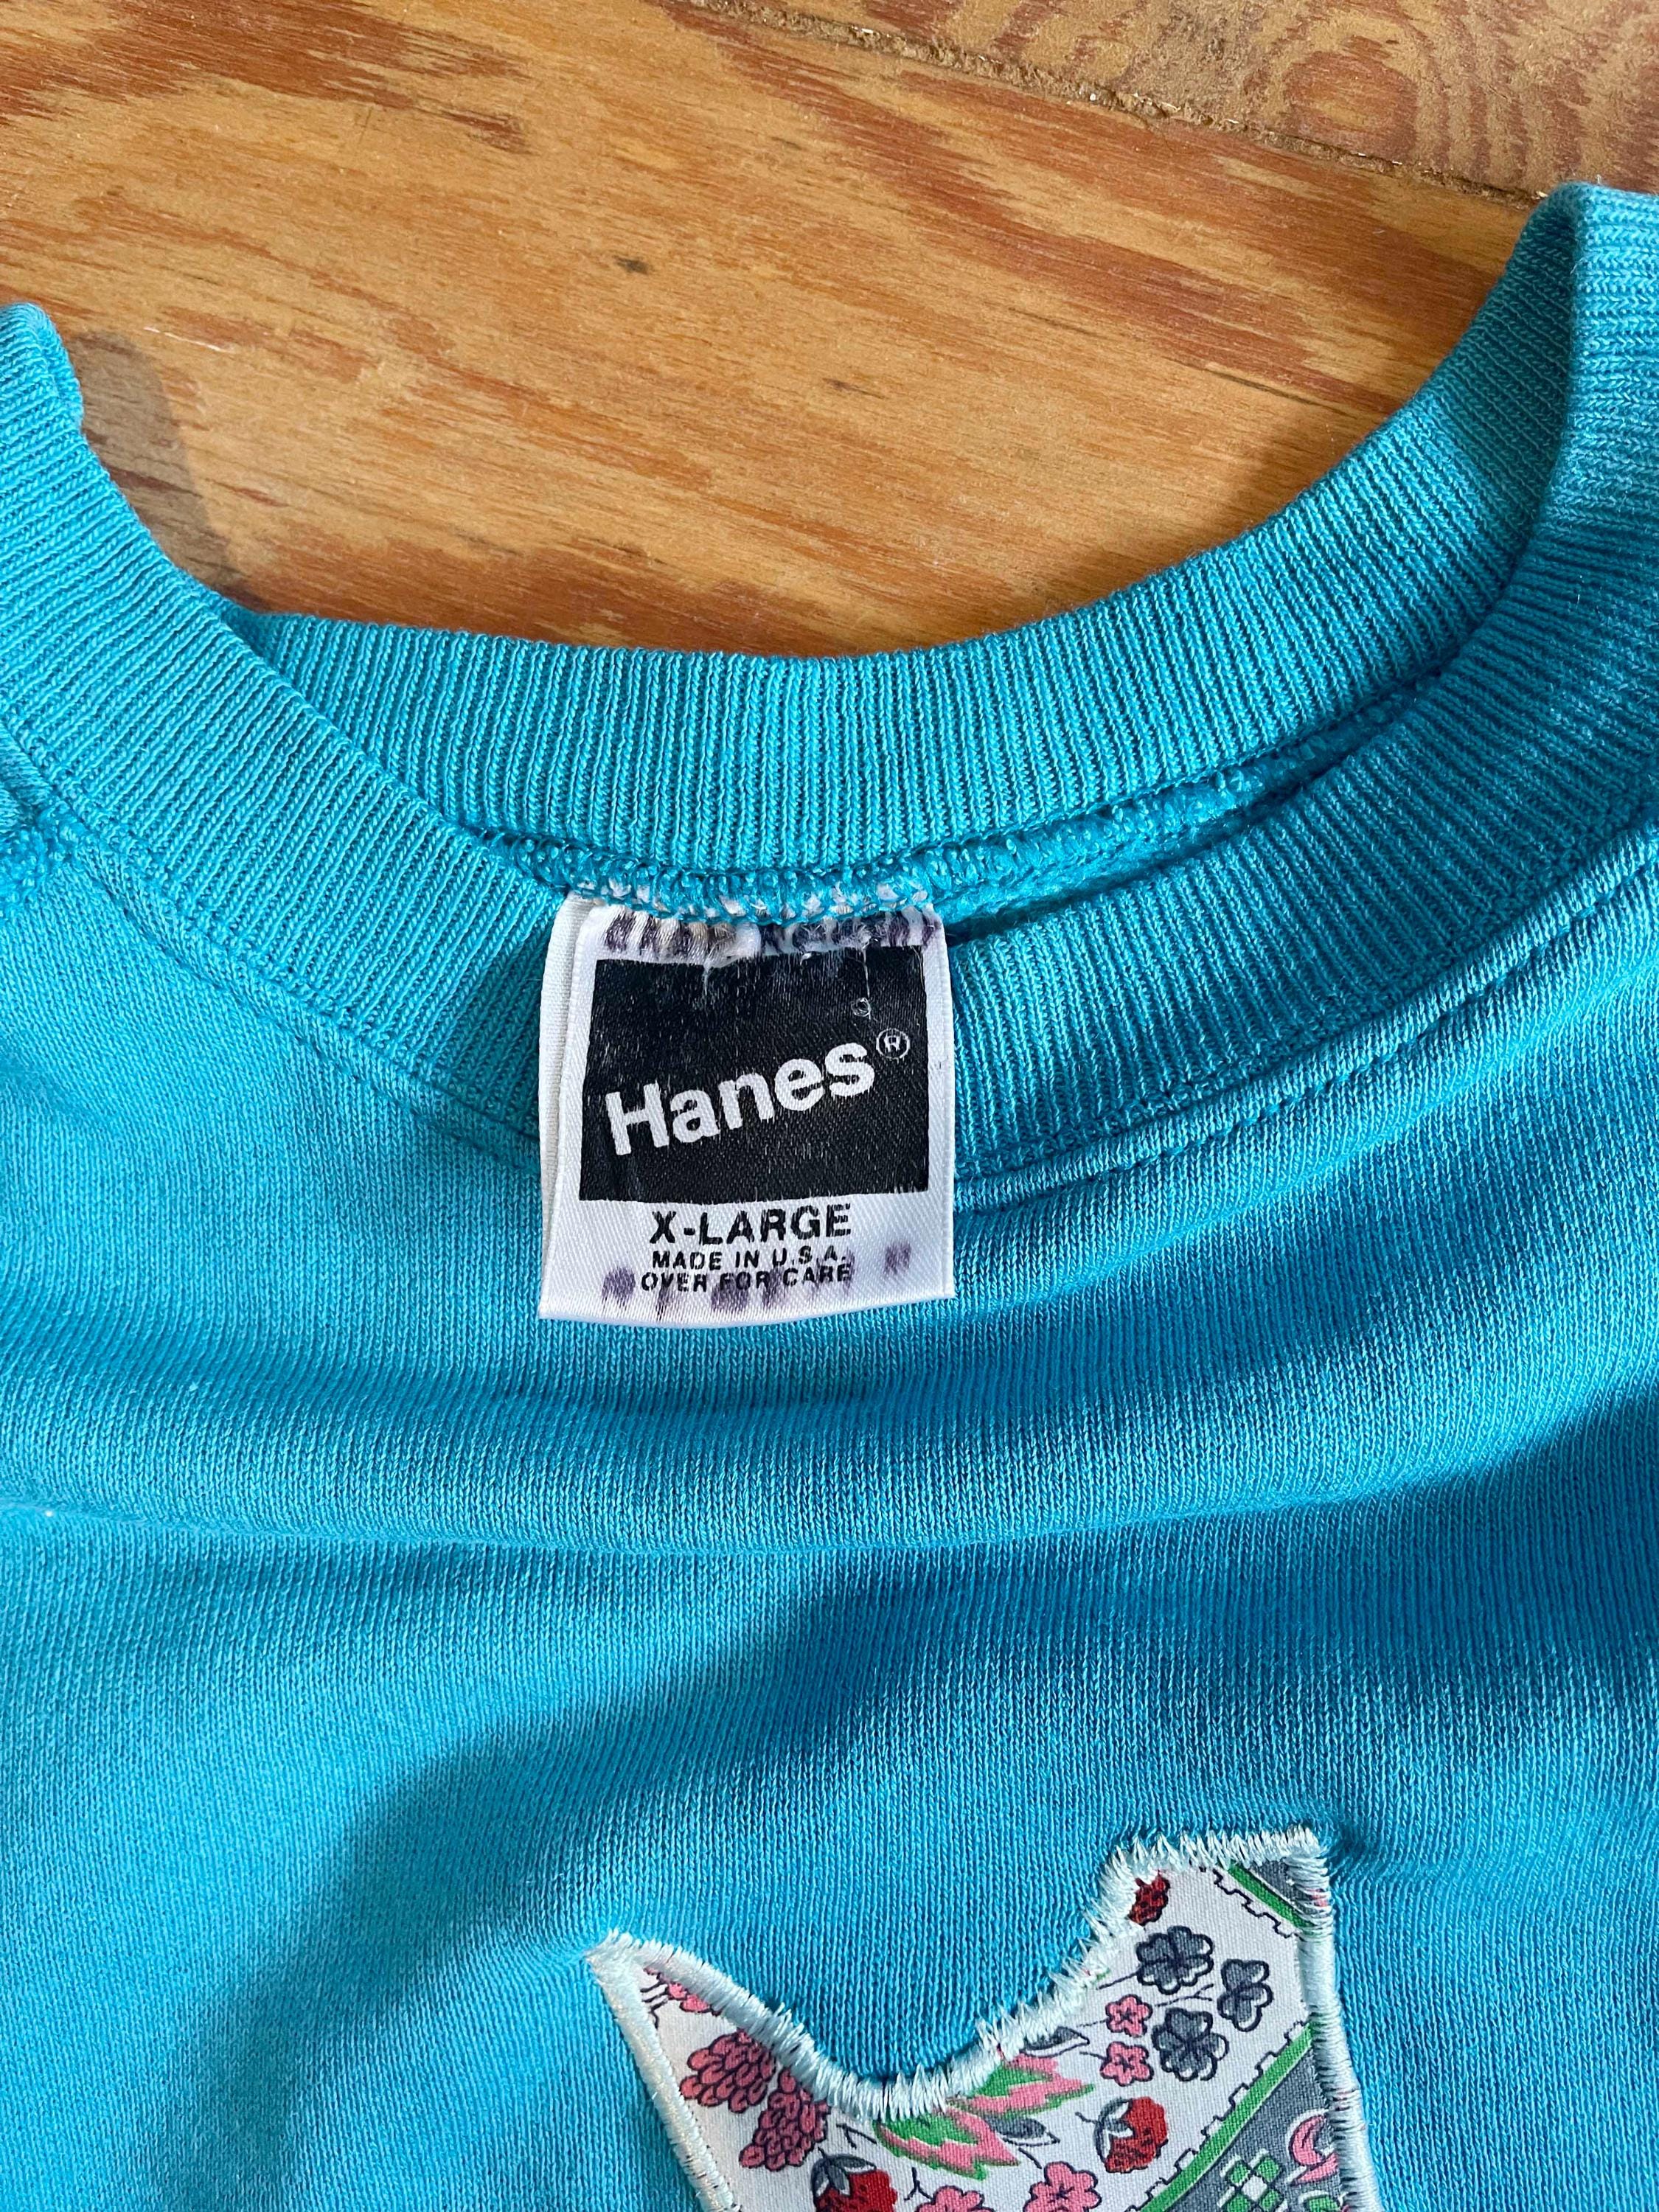 Hanes®
X-LARGE
MADE IN U.S.A.
OVER FOR CARE